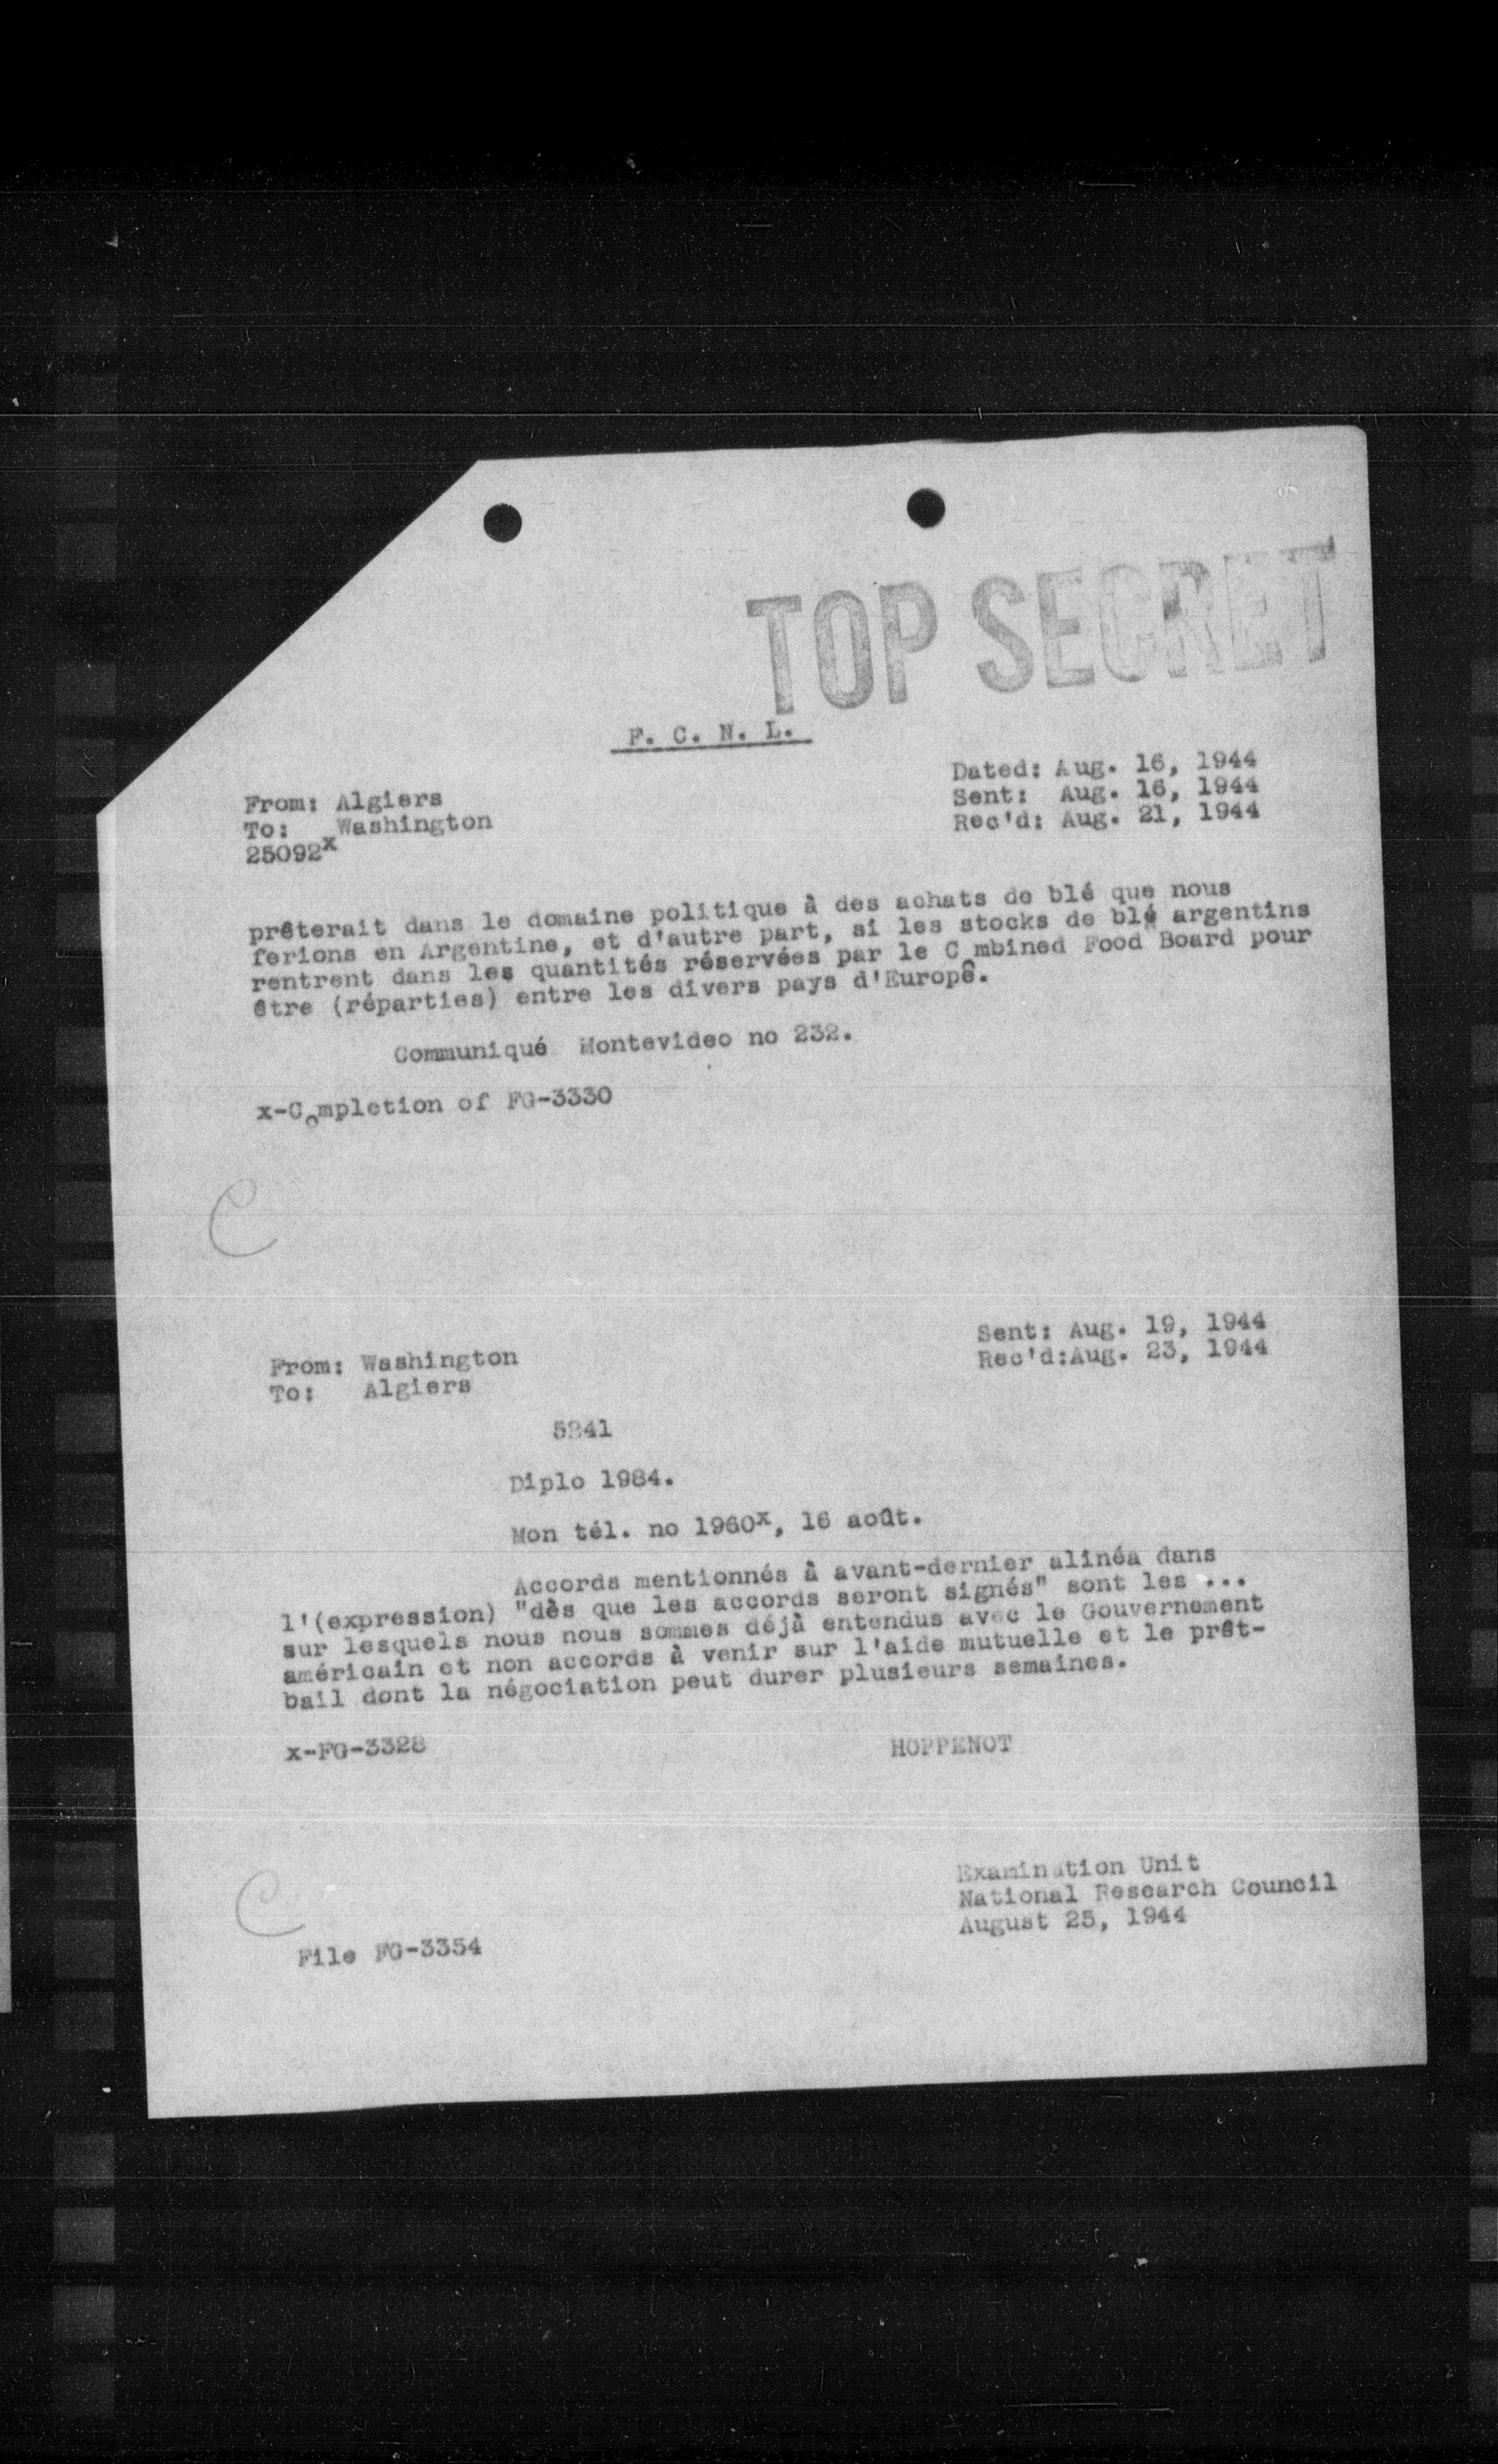 TOP SECRET
F. C. N. L.
Dated: Aug. 16, 1944
From: Algiers
Sent: Aug. 16, 1944
To: Washington
Rec'd: Aug. 21, 1944
25092x
prêterait dans le domaine politique à des achats de blé que nous
ferions en Argentine, et d'autre part, si les stocks de blé argentins
rentrent dans les quantités réservées par le Combined Food Board pour
être (réparties) entre les divers pays d'Europe.
Communiqué Montevideo no 232.
x-Completion of FG-3330
C
Sent: Aug. 19, 1944
From: Washington
Rec'd:Aug. 23, 1944
To: Algiers
5241
Diplo 1984.
Mon tél. no 1960x, 16 août.
Accords mentionnés à avant-dernier alinéa dans
l'(expression) "dès que les accords seront signés" sont les ...
sur lesquels nous nous sommes déjà entendus avec le Gouvernement
américain et non accords à venir sur l'aide mutuelle et le prêt-
bail dont la négociation peut durer plusieurs semaines.
x-FG-3328
HOPPENOT
Examination Unit
National Research Council
August 25, 1944
C
File FG-3354